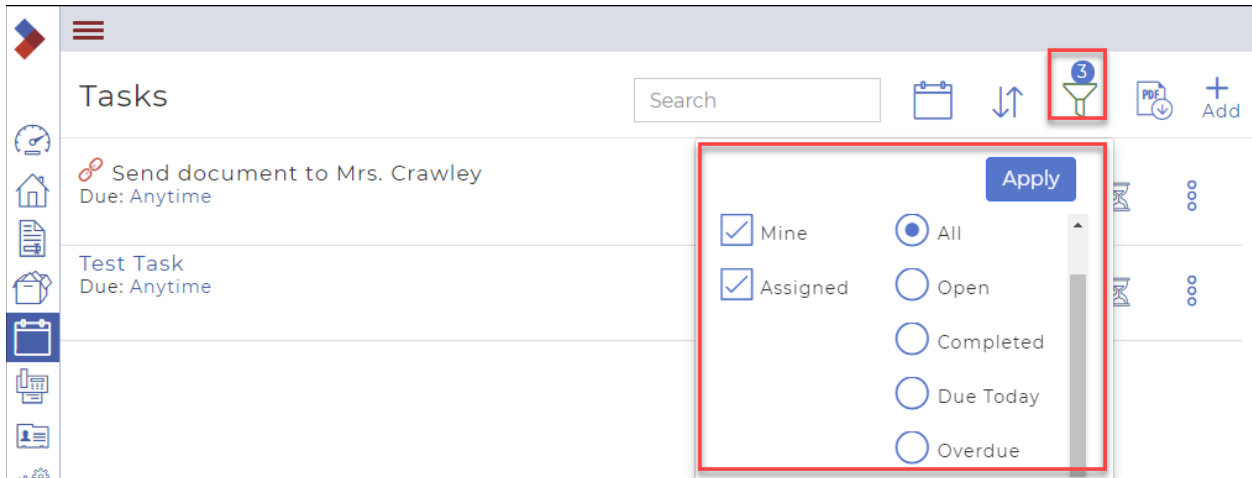 Tasks
Search
3
PDF
Add
Send document to Mrs. Crawley
Due: Anytime
Test Task
Due: Anytime
Apply
Mine
All
Assigned
Open
Completed
Due Today
Overdue